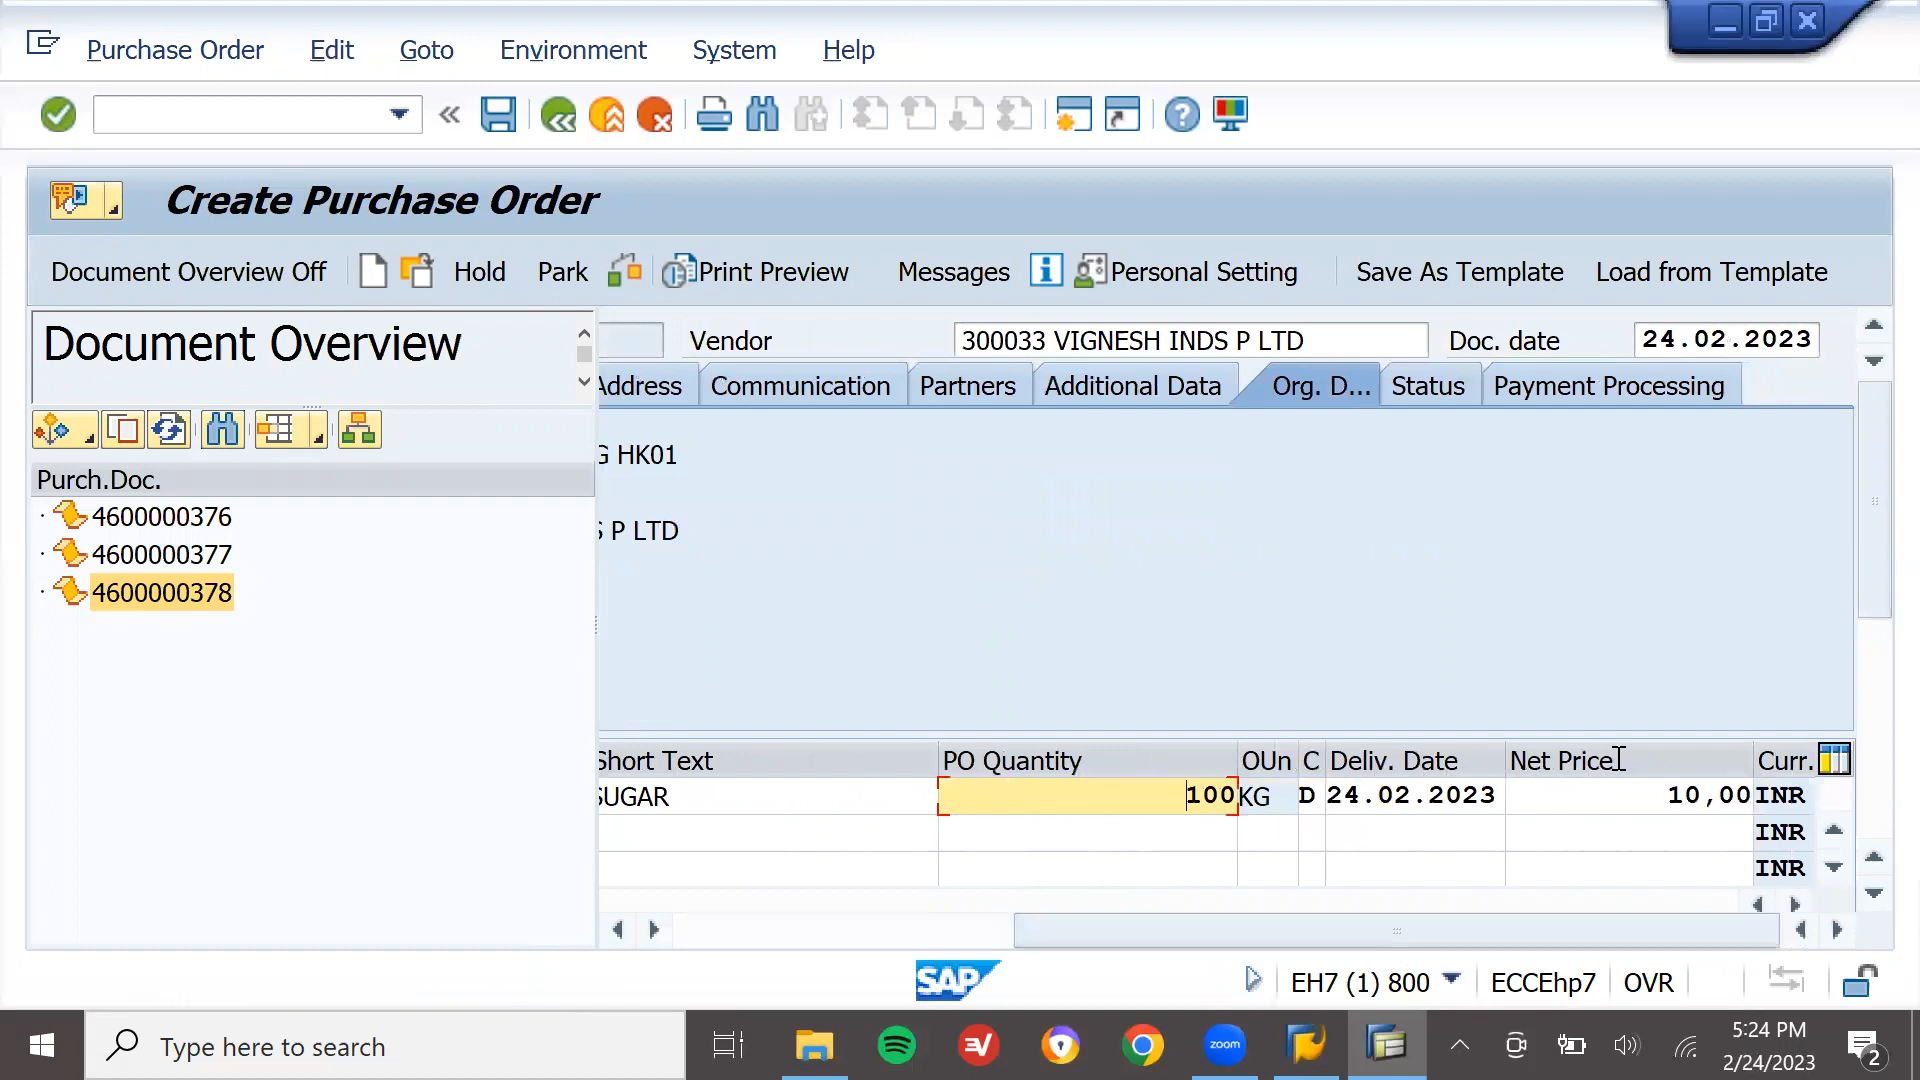 Purchase Order Edit Goto Environment System Help
Create Purchase Order
Document Overview Off Hold Park Print Preview Messages Personal Setting Save As Template Load from Template
Document Overview
Vendor 300033 VIGNESH INDS P LTD Doc. date 24.02.2023
Address Communication Partners Additional Data Org. D... Status Payment Processing
G HK01
Purch.Doc.
4600000376
S P LTD
4600000377
4600000378
Short Text PO Quantity OUn C Deliv. Date Net Price Curr.
SUGAR 100 KG D 24.02.2023 10,00 INR
INR
INR
SAP EH7 (1) 800 ECCEhp7 OVR
Type here to search
zoom
5:24 PM
2/24/2023
2